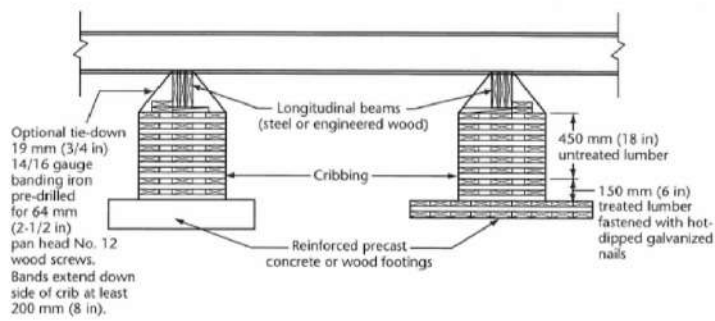 Optional tie-down
19 mm (3/4 in)
14/16 gauge
banding iron
pre-drilled
for 64 mm
(2-1/2 in)
pan head No. 12
wood screws.
Bands extend down
side of crib at least
200 mm (8 in).
Longitudinal beams
(steel or engineered wood)
Cribbing
Reinforced precast
concrete or wood footings
450 mm (18 in)
untreated lumber
150 mm (6 in)
treated lumber
fastened with hot-
dipped galvanized
nails